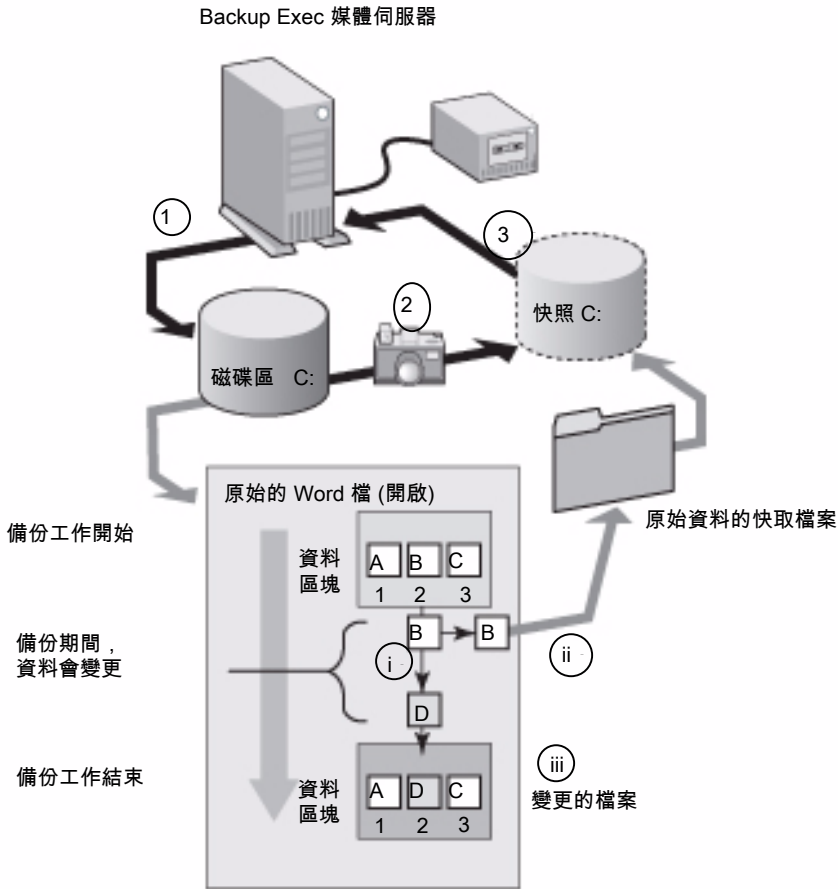 Backup Exec 媒體伺服器
1
2
3
快照 C:
磁碟區 C:
原始的 Word 檔 (開啟)
原始資料的快取檔案
備份工作開始
資料
區塊
A B C
1 2 3
備份期間，
資料會變更
B B
i
ii
D
備份工作結束
資料
區塊
A D C
1 2 3
iii
變更的檔案